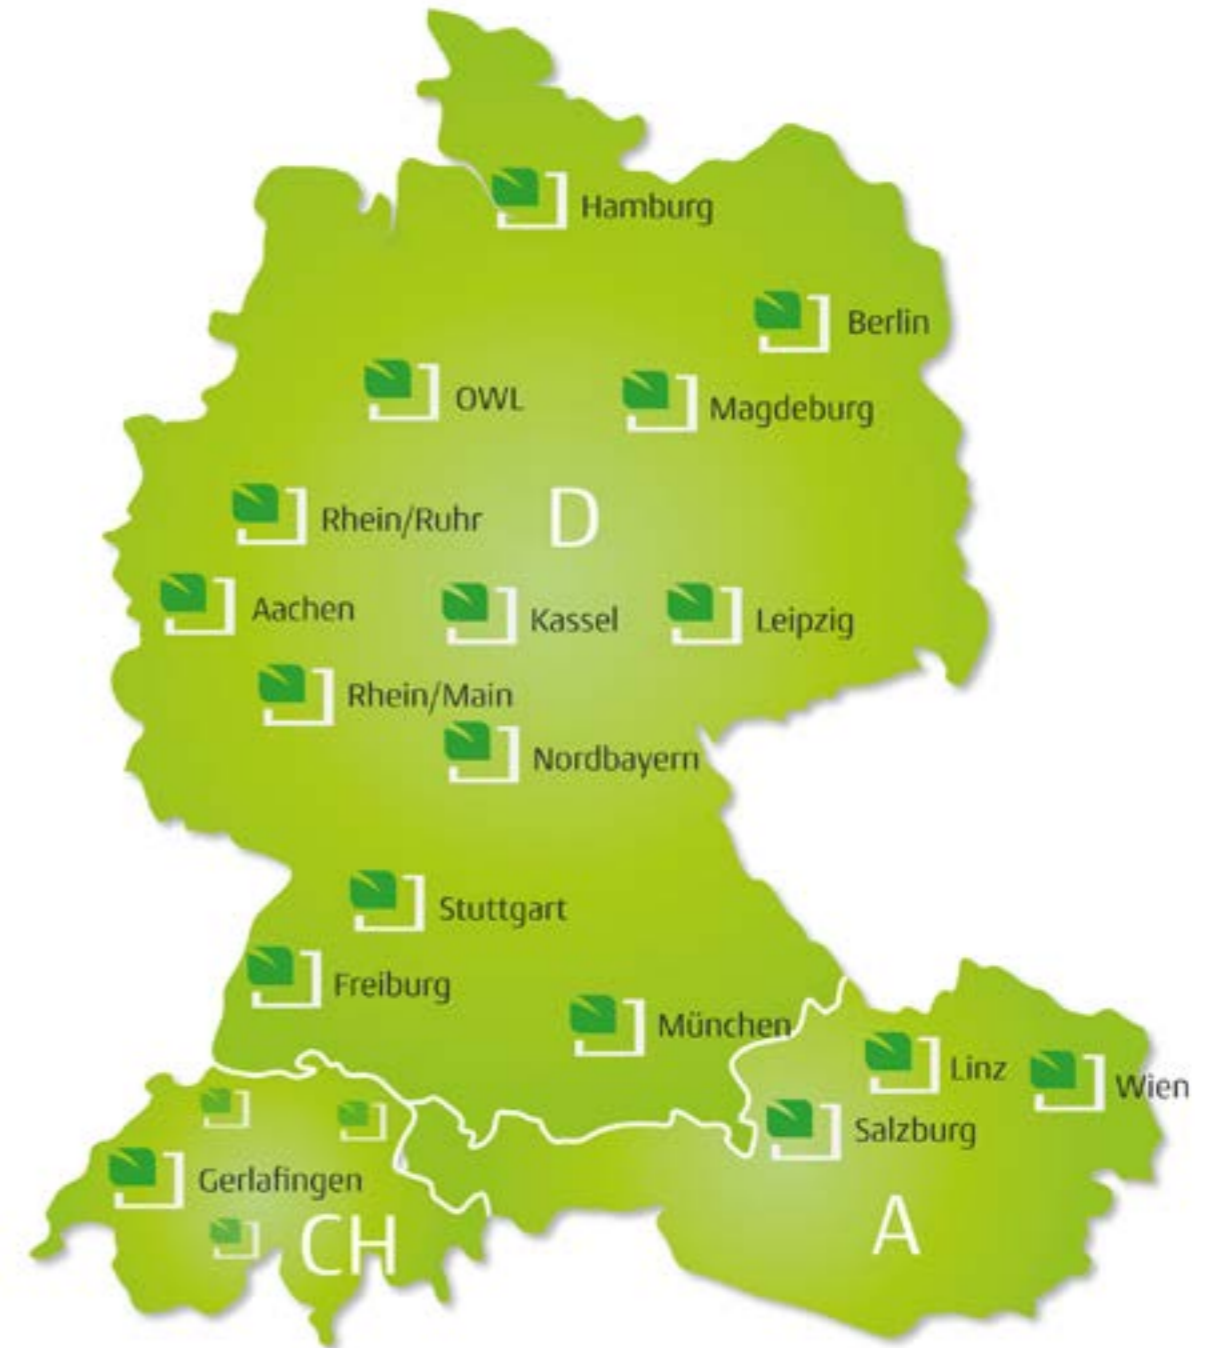 Hamburg
Berlin
OWL
Magdeburg
Rhein/Ruhr
D
Aachen
Kassel
Leipzig
Rhein/Main
Nordbayern
Stuttgart
Freiburg
München
Linz
Wien
Salzburg
Gerlafingen
A
CH